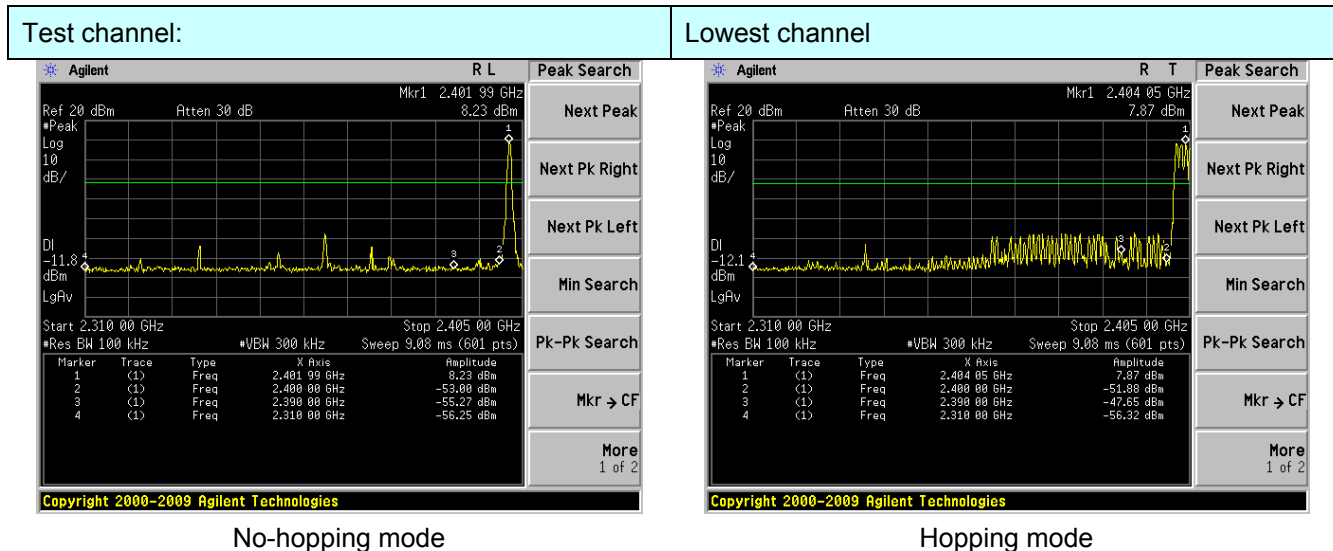 Test channel:
Lowest channel
Agilent
R L
Peak Search
Mkr1 2.401 99 GHz
Ref 20 dBm
Atten 30 dB
8.23 dBm
#Peak
Log
10
dB/
DI
-11.8
dBm
LgAv
1
2
3
4
Start 2.310 00 GHz
Stop 2.405 00 GHz
#Res BW 100 kHz
#VBW 300 kHz
Sweep 9.08 ms (601 pts)
Marker Trace Type X Axis Amplitude
1 (1) Freq 2.401 99 GHz 8.23 dBm
2 (1) Freq 2.400 00 GHz -53.00 dBm
3 (1) Freq 2.390 00 GHz -55.27 dBm
4 (1) Freq 2.310 00 GHz -56.25 dBm
Next Peak
Next Pk Right
Next Pk Left
Min Search
Pk-Pk Search
Mkr → CF
More
1 of 2
Copyright 2000-2009 Agilent Technologies
No-hopping mode
Agilent
R T
Peak Search
Mkr1 2.404 05 GHz
Ref 20 dBm
Atten 30 dB
7.87 dBm
#Peak
Log
10
dB/
DI
-12.1
dBm
LgAv
1
2
3
4
Start 2.310 00 GHz
Stop 2.405 00 GHz
#Res BW 100 kHz
#VBW 300 kHz
Sweep 9.08 ms (601 pts)
Marker Trace Type X Axis Amplitude
1 (1) Freq 2.404 05 GHz 7.87 dBm
2 (1) Freq 2.400 00 GHz -51.88 dBm
3 (1) Freq 2.390 00 GHz -47.65 dBm
4 (1) Freq 2.310 00 GHz -56.32 dBm
Next Peak
Next Pk Right
Next Pk Left
Min Search
Pk-Pk Search
Mkr → CF
More
1 of 2
Copyright 2000-2009 Agilent Technologies
Hopping mode